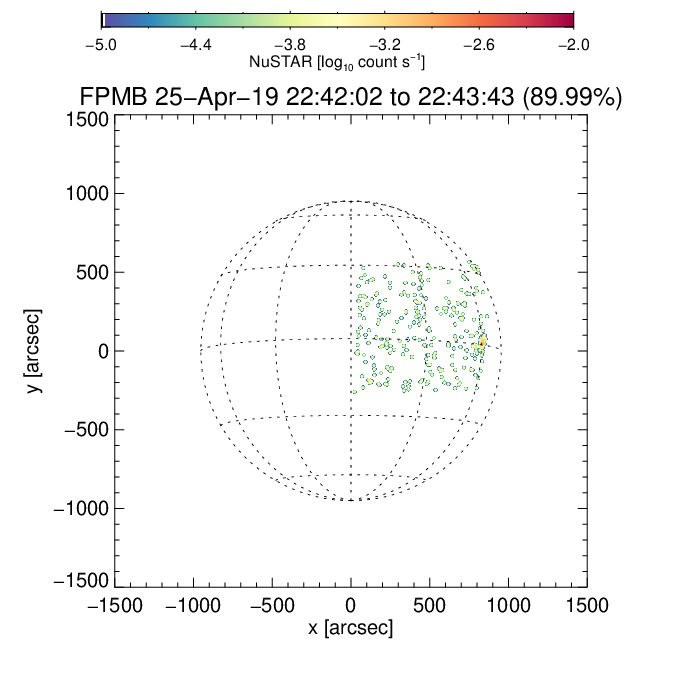 −5.0 −4.4 −3.8 −3.2 −2.6 −2.0
NuSTAR [log₁₀ count s⁻¹]
FPMB 25−Apr−19 22:42:02 to 22:43:43 (89.99%)
1500
1000
500
0
−500
−1000
−1500
y [arcsec]
−1500 −1000 −500 0 500 1000 1500
x [arcsec]